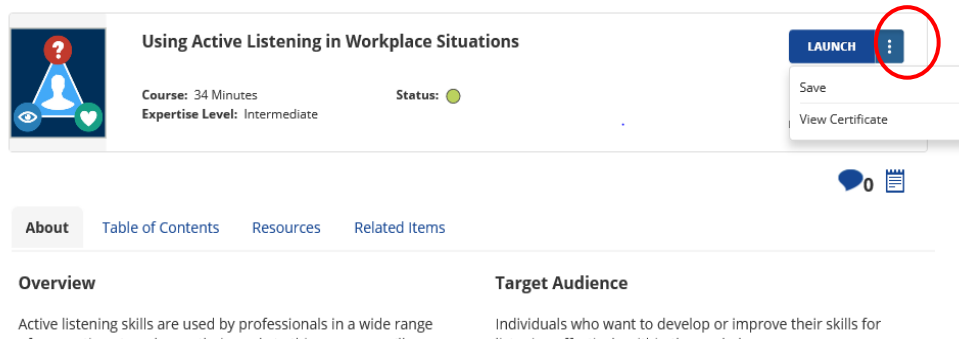 Using Active Listening in Workplace Situations
LAUNCH
Course: 34 Minutes
Status:
Expertise Level: Intermediate
Save
View Certificate
0
About
Table of Contents
Resources
Related Items
Overview
Target Audience
Active listening skills are used by professionals in a wide range
Individuals who want to develop or improve their skills for